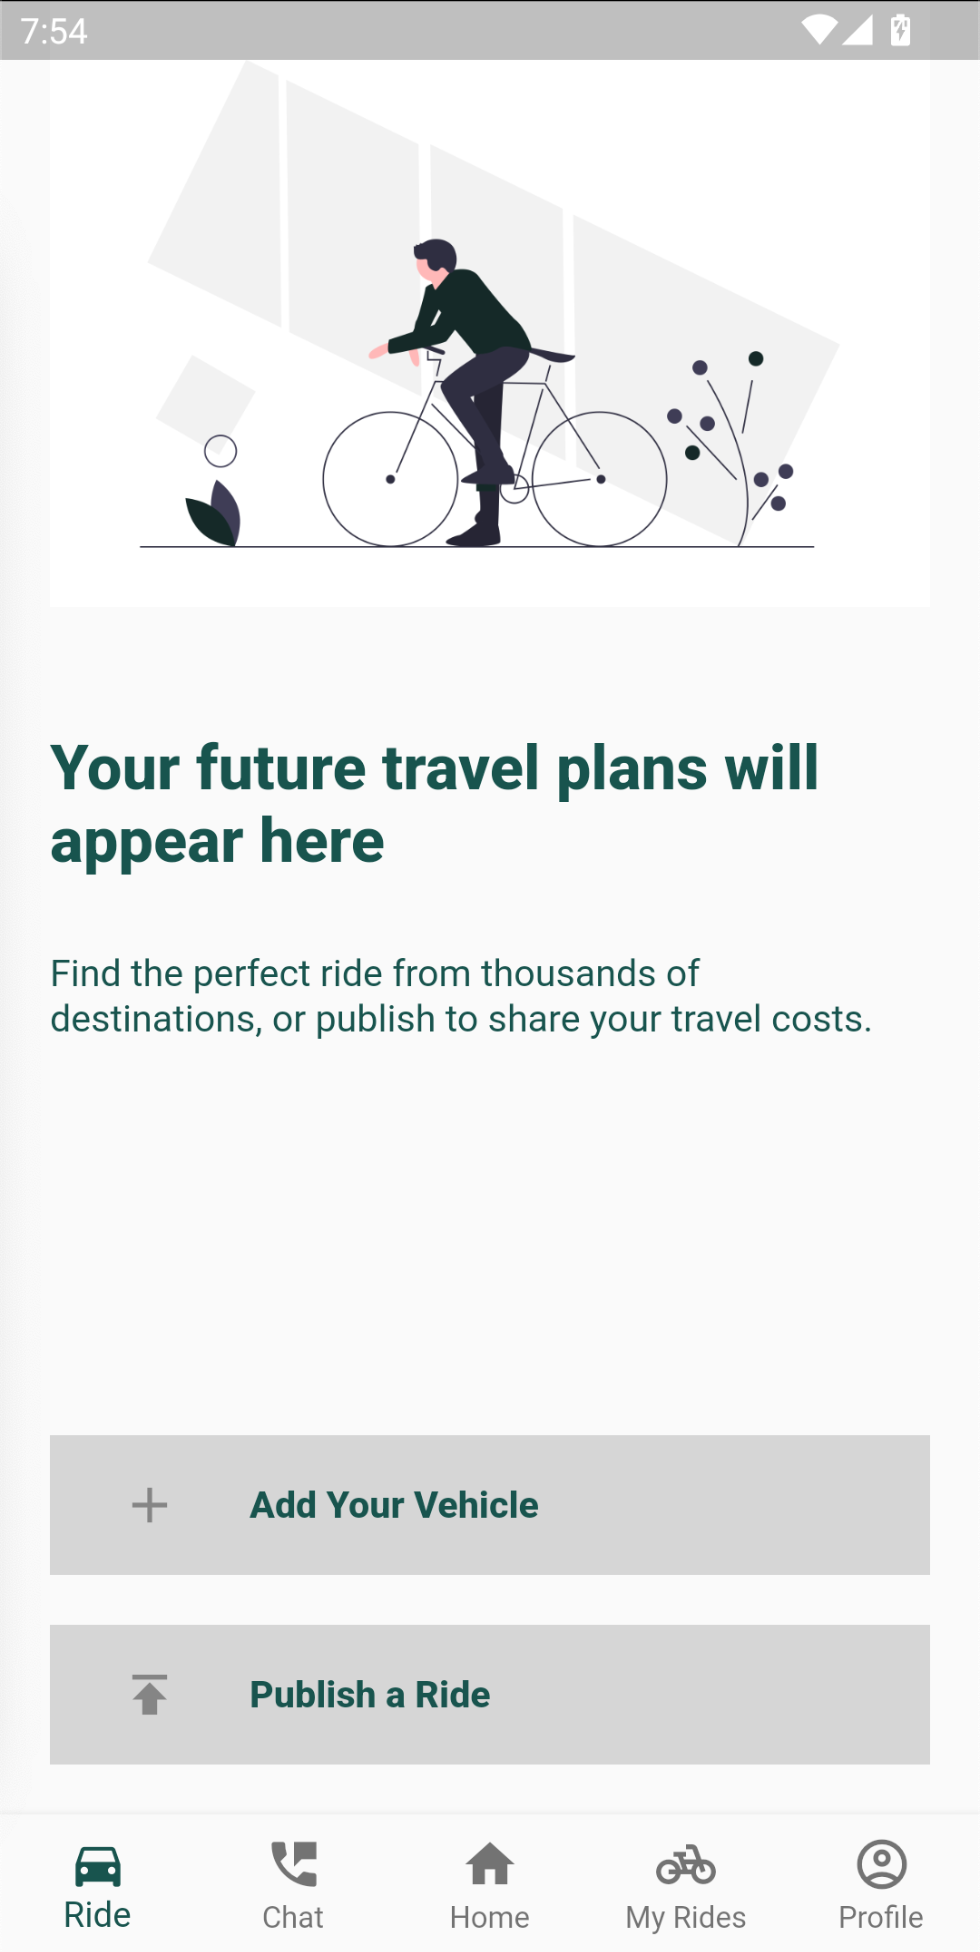 7:54
Your future travel plans will
appear here
Find the perfect ride from thousands of
destinations, or publish to share your travel costs.
Add Your Vehicle
Publish a Ride
Ride
Chat
Home
My Rides
Profile